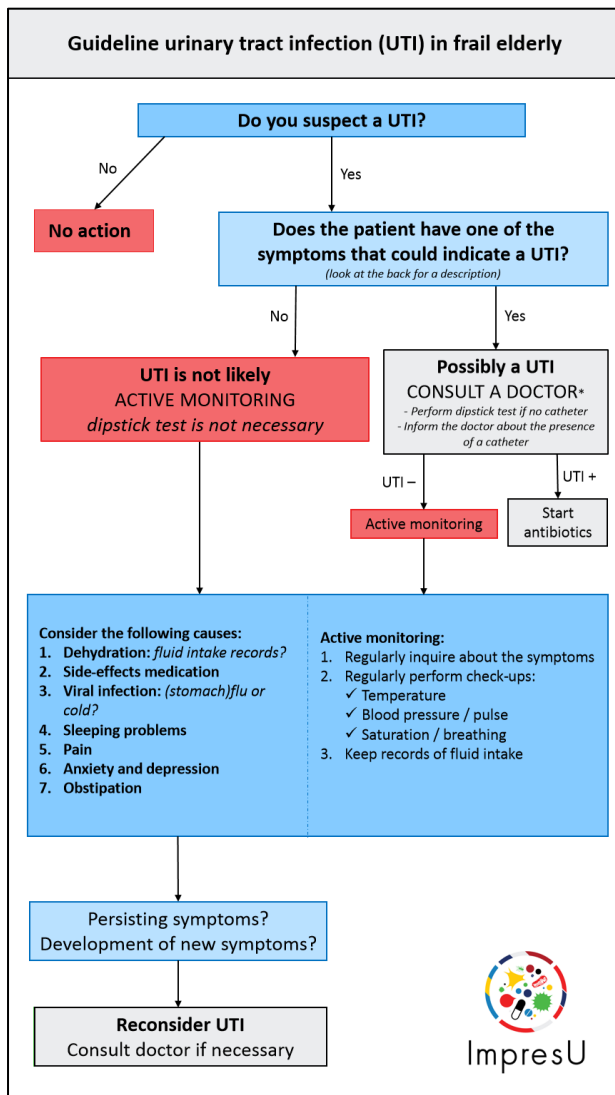 Guideline urinary tract infection (UTI) in frail elderly
Do you suspect a UTI?
No
Yes
No action
Does the patient have one of the
symptoms that could indicate a UTI?
(look at the back for a description)
No
Yes
UTI is not likely
ACTIVE MONITORING
dipstick test is not necessary
Possibly a UTI
CONSULT A DOCTOR*
- Perform dipstick test if no catheter
- Inform the doctor about the presence
of a catheter
UTI –
UTI +
Active monitoring
Start
antibiotics
Consider the following causes:
1. Dehydration: fluid intake records?
2. Side-effects medication
3. Viral infection: (stomach)flu or
cold?
4. Sleeping problems
5. Pain
6. Anxiety and depression
7. Obstipation
Active monitoring:
1. Regularly inquire about the symptoms
2. Regularly perform check-ups:
✓ Temperature
✓ Blood pressure / pulse
✓ Saturation / breathing
3. Keep records of fluid intake
Persisting symptoms?
Development of new symptoms?
Reconsider UTI
Consult doctor if necessary
ImpresU